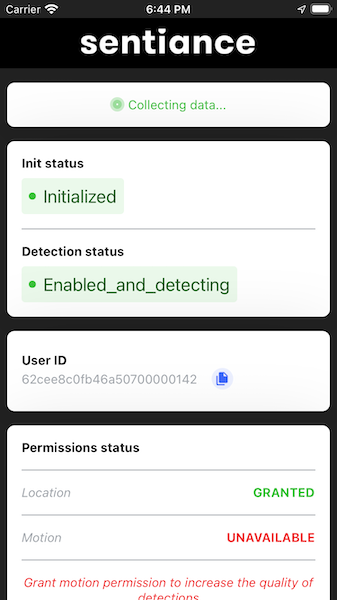 Carrier 6:44 PM
sentiance
Collecting data...
Init status
Initialized
Detection status
Enabled_and_detecting
User ID
62cee8c0fb46a50700000142
Permissions status
Location GRANTED
Motion UNAVAILABLE
Grant motion permission to increase the quality of
detections